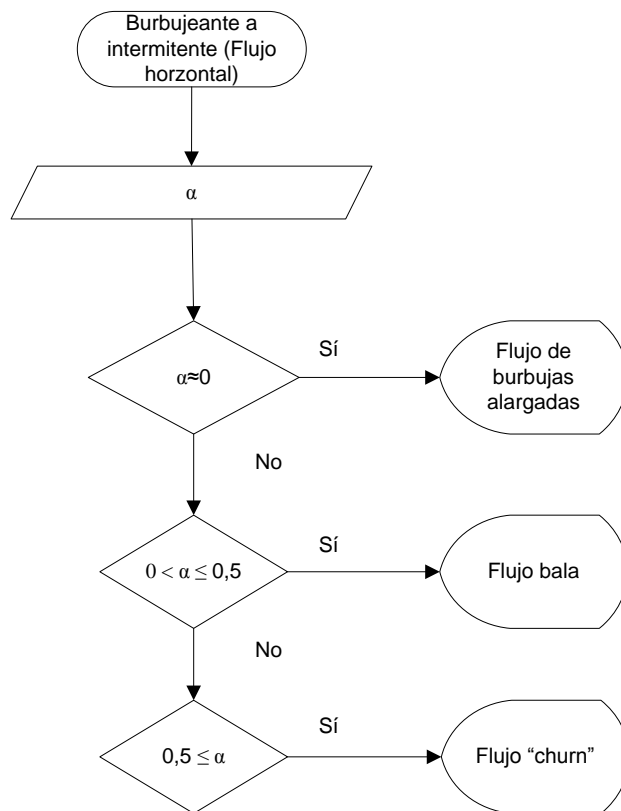 Burbujeante a
intermitente (Flujo
horzontal)
α
α≈0
Sí
Flujo de
burbujas
alargadas
No
0 < α ≤ 0,5
Sí
Flujo bala
No
0,5 ≤ α
Sí
Flujo “churn”